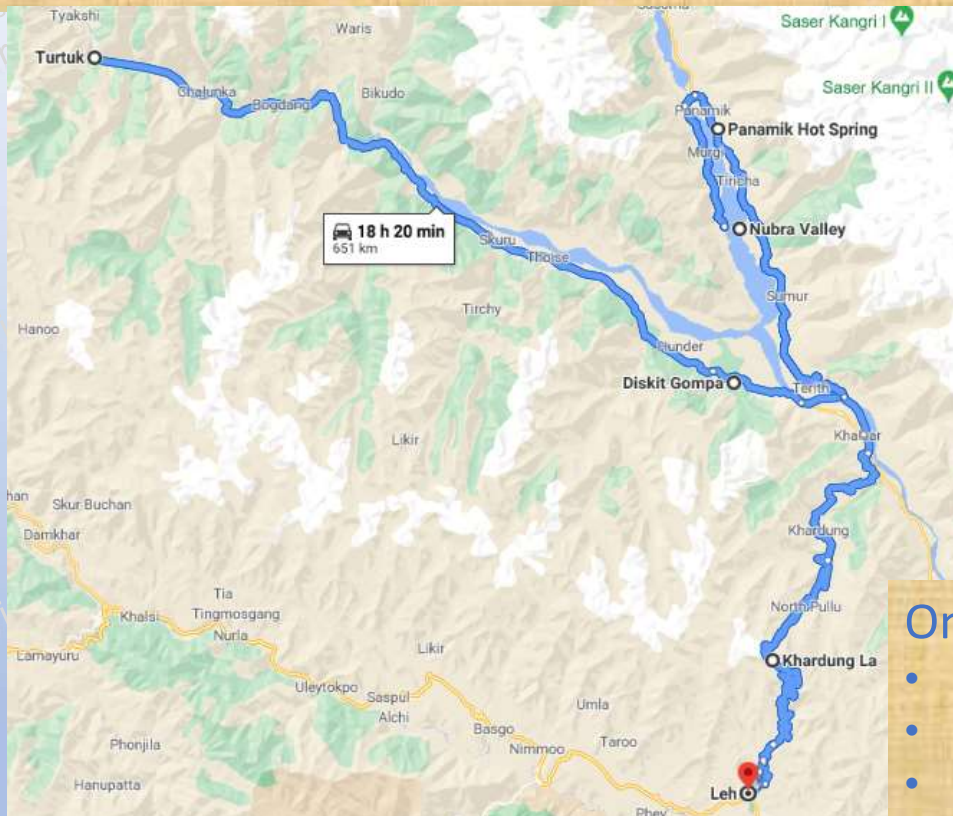 Tyakshi
Waris
Saser Kangri I
Turtuk
Chalunka
Bogdang
Bikudo
Saser Kangri II
Panamik
Panamik Hot Spring
Murgi
Tiricha
18 h 20 min
651 km
Nubra Valley
Skuru
Thoise
Sumur
Tirchy
Hanoo
Hunder
Diskit Gompa
Terith
Khalsar
Likir
Skur Buchan
Damkhar
Khardung
Tia
Tingmosgang
North Pullu
Khalsi
Nurla
Lamayuru
Likir
Khardung La
Uleytokpo
Saspul
Alchi
Umla
Basgo
Taroo
Phonjila
Nimmoo
Hanupatta
Leh
Phey